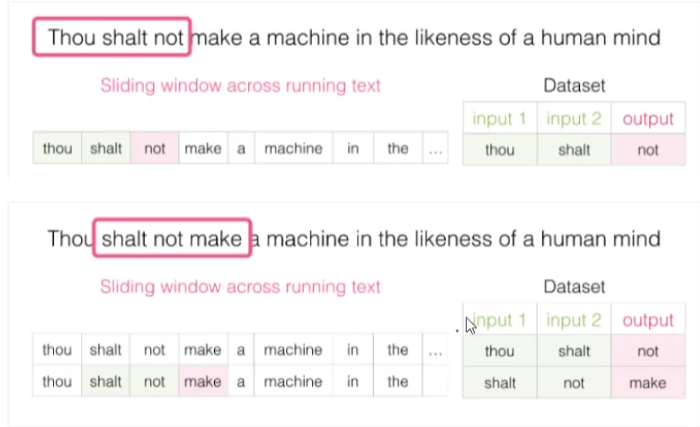 Thou shalt not make a machine in the likeness of a human mind
Sliding window across running text
thou shalt not make a machine in the ...
Dataset
input 1 input 2 output
thou shalt not
Thou shalt not make a machine in the likeness of a human mind
Sliding window across running text
thou shalt not make a machine in the ...
thou shalt not make a machine in the
Dataset
input 1 input 2 output
thou shalt not
shalt not make